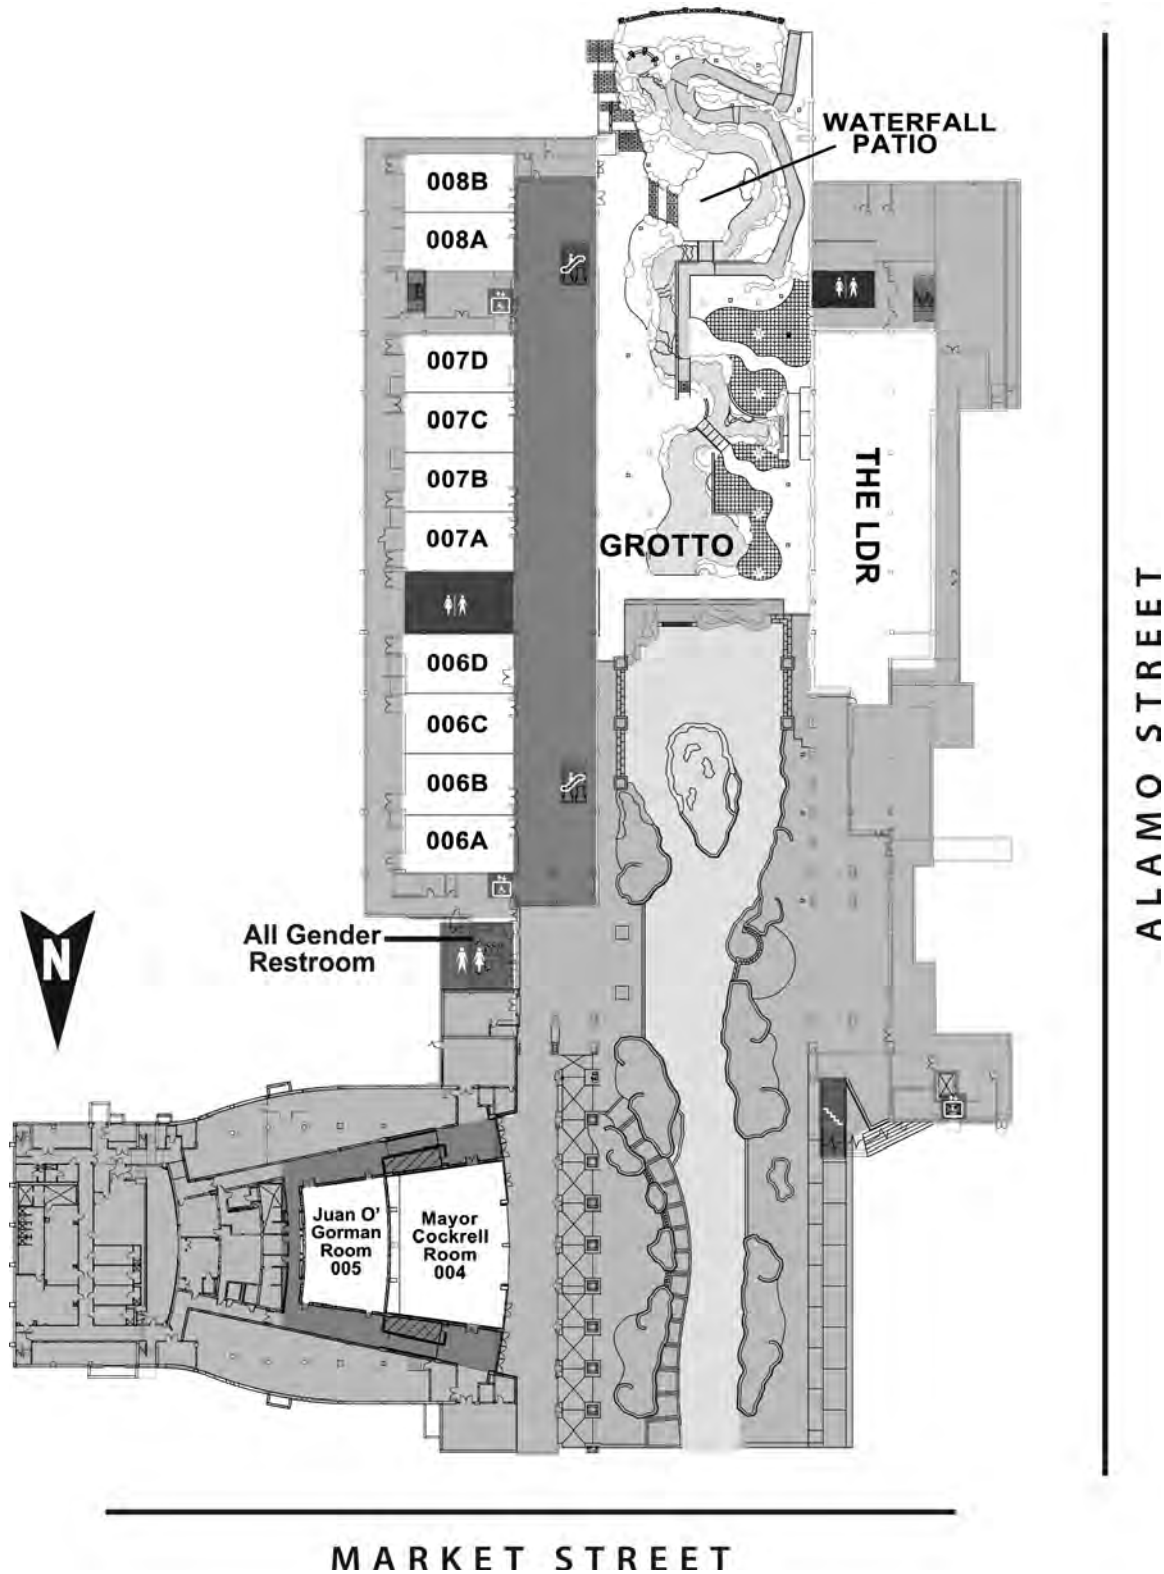 WATERFALL
PATIO
008B
008A
007D
007C
007B
007A
THE LDR
GROTTO
006D
006C
006B
006A
ALAMO STREET
All Gender
Restroom
N
Juan O'
Gorman
Room
005
Mayor
Cockrell
Room
004
MARKET STREET